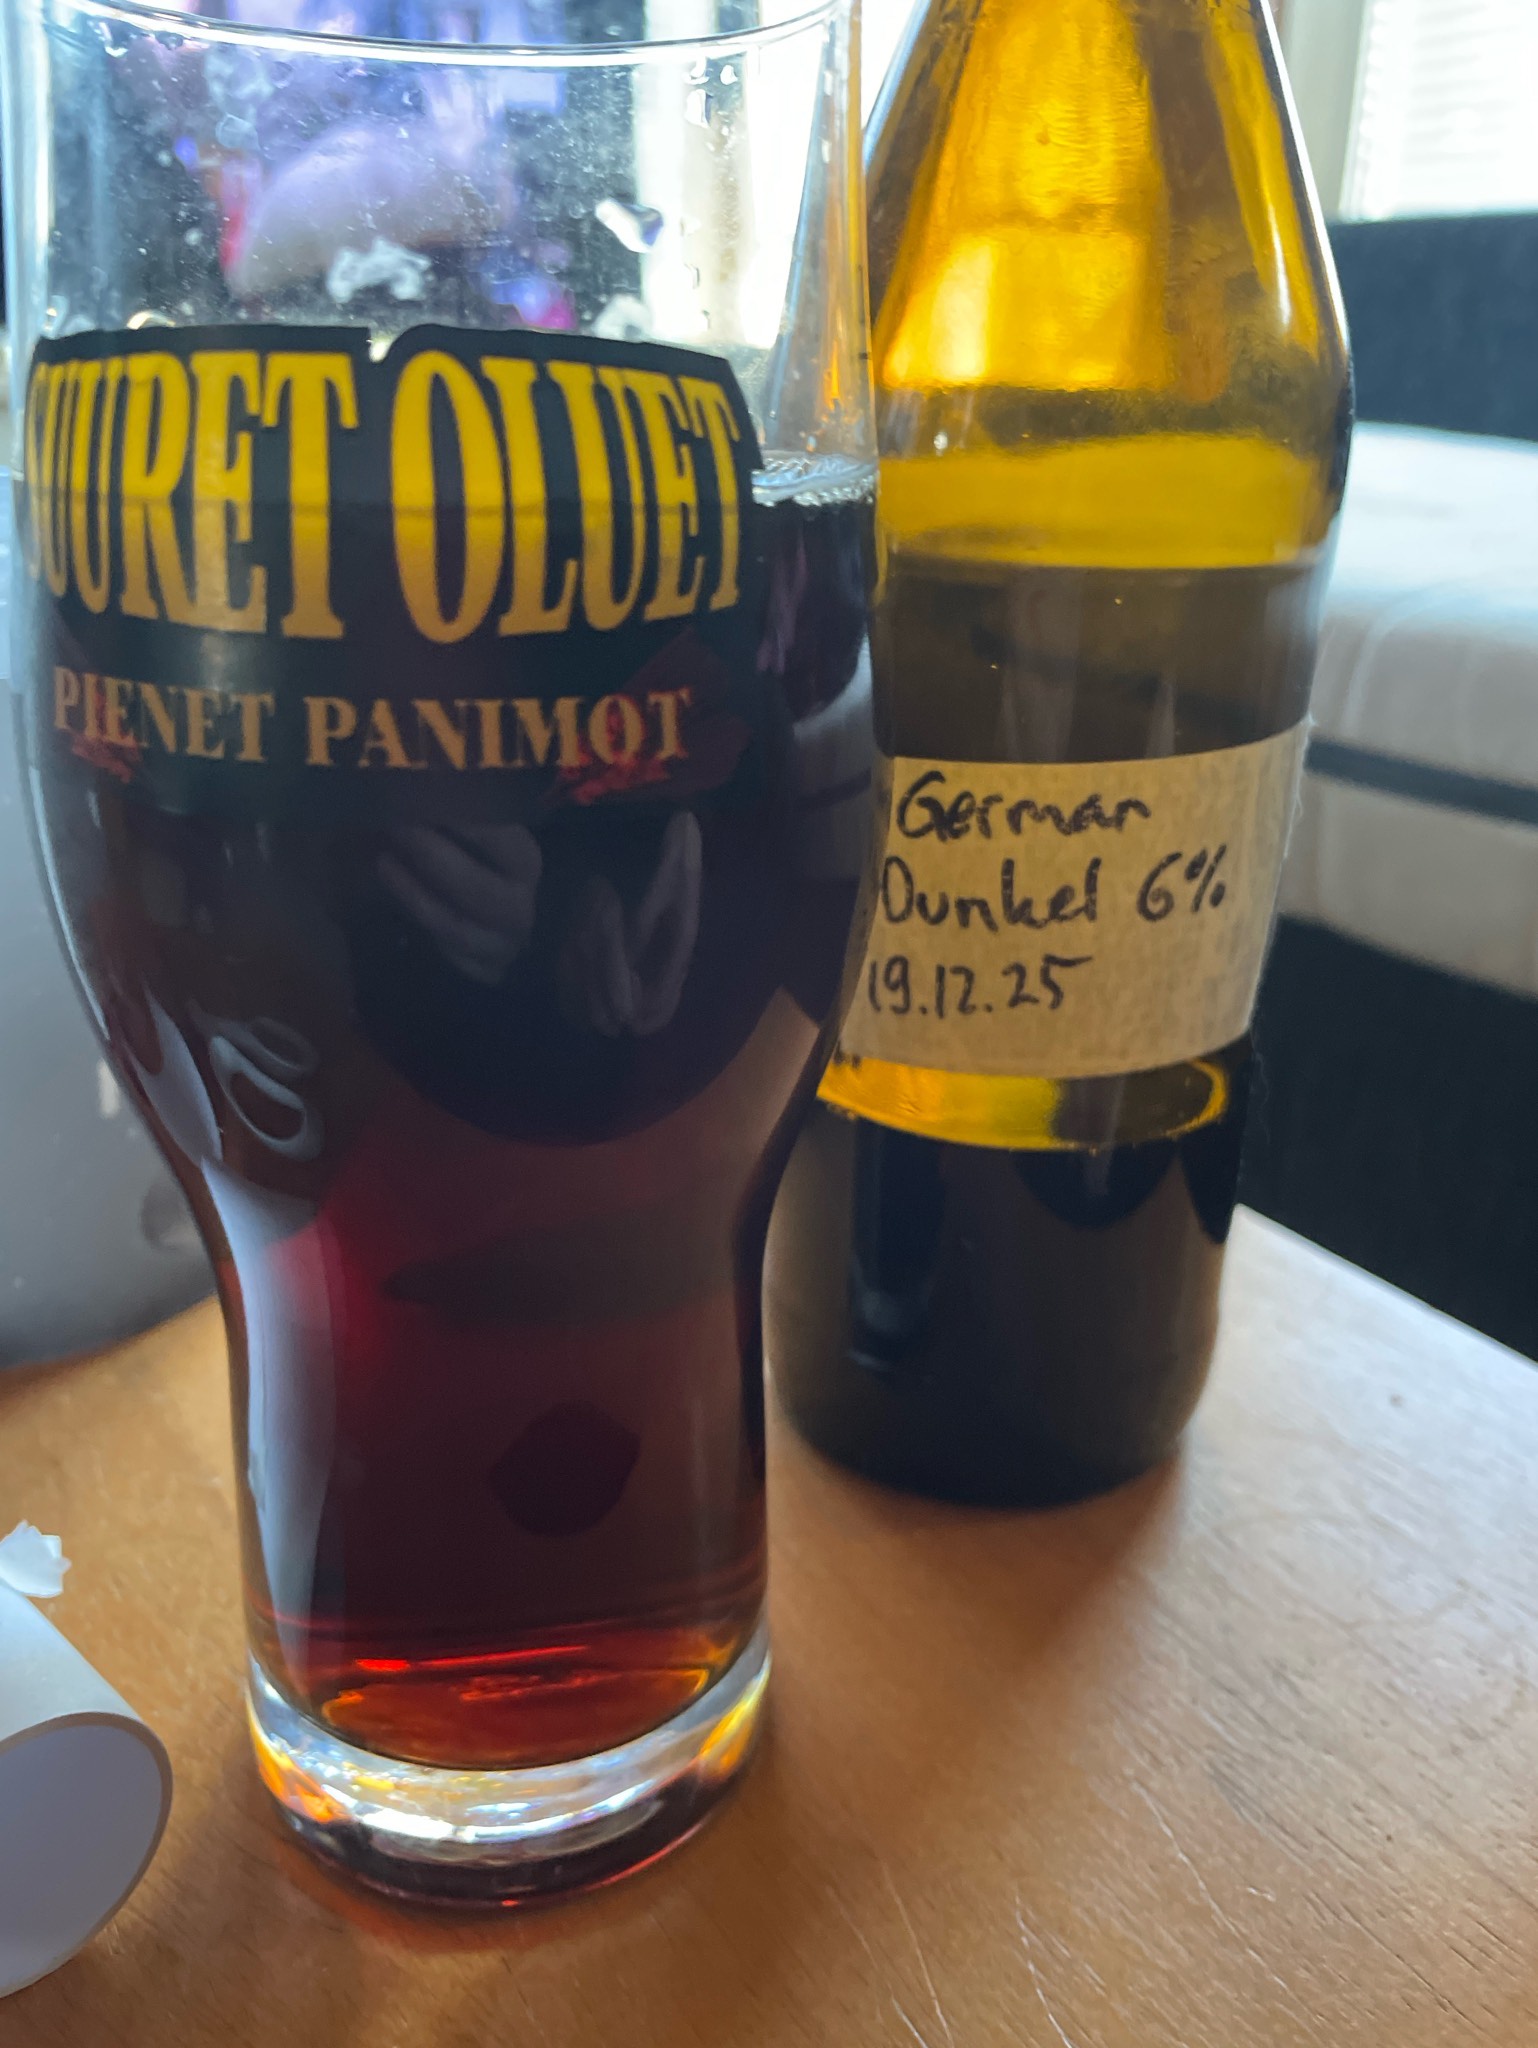 SUURET OLUET
PIENET PANIMOT
German
Dunkel 6%
19.12.25